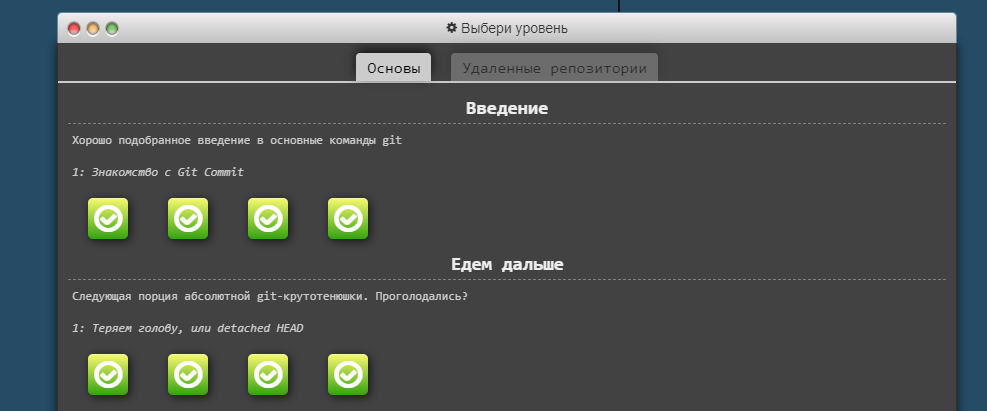 Выбери уровень
Основы
Удаленные репозитории
Введение
Хорошо подобранное введение в основные команды git
1: Знакомство с Git Commit
Едем дальше
Следующая порция абсолютной git-крутотенюшки. Проголодались?
1: Теряем голову, или detached HEAD